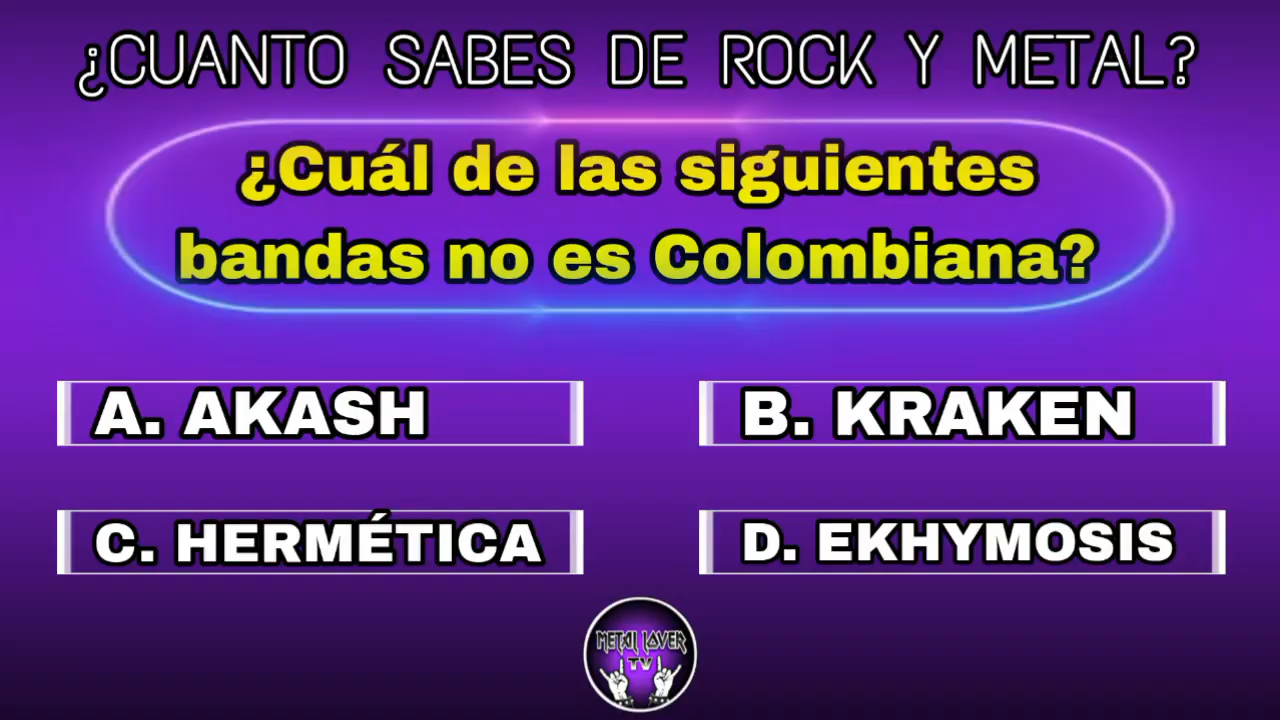 ¿CUANTO SABES DE ROCK Y METAL?
¿Cuál de las siguientes
bandas no es Colombiana?
A. AKASH
B. KRAKEN
C. HERMÉTICA
D. EKHYMOSIS
METAL LOVER
TV